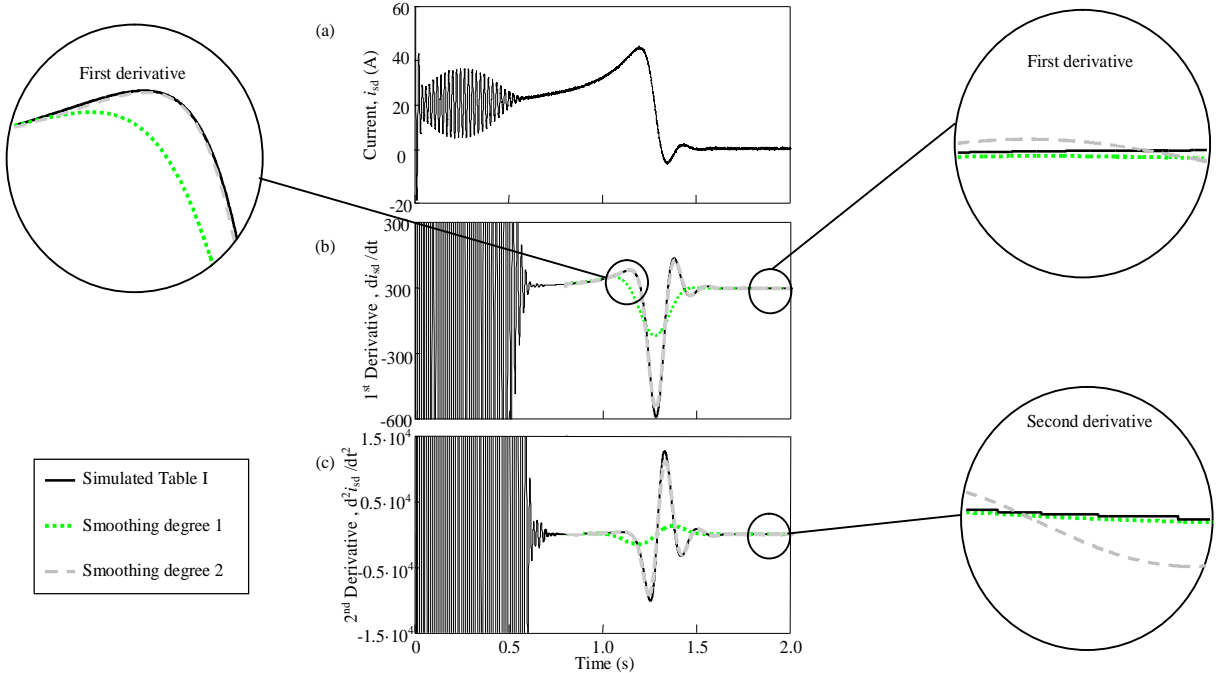 (a)
60
40
20
0
-20
Current, isd (A)
(b)
300
300
-300
-600
1st Derivative , disd/dt
(c)
1.5·10⁴
0.5·10⁴
-0.5·10⁴
-1.5·10⁴
2nd Derivative , d²isd/dt²
0 0.5 1.0 1.5 2.0
Time (s)
First derivative
First derivative
Second derivative
Simulated Table I
Smoothing degree 1
Smoothing degree 2